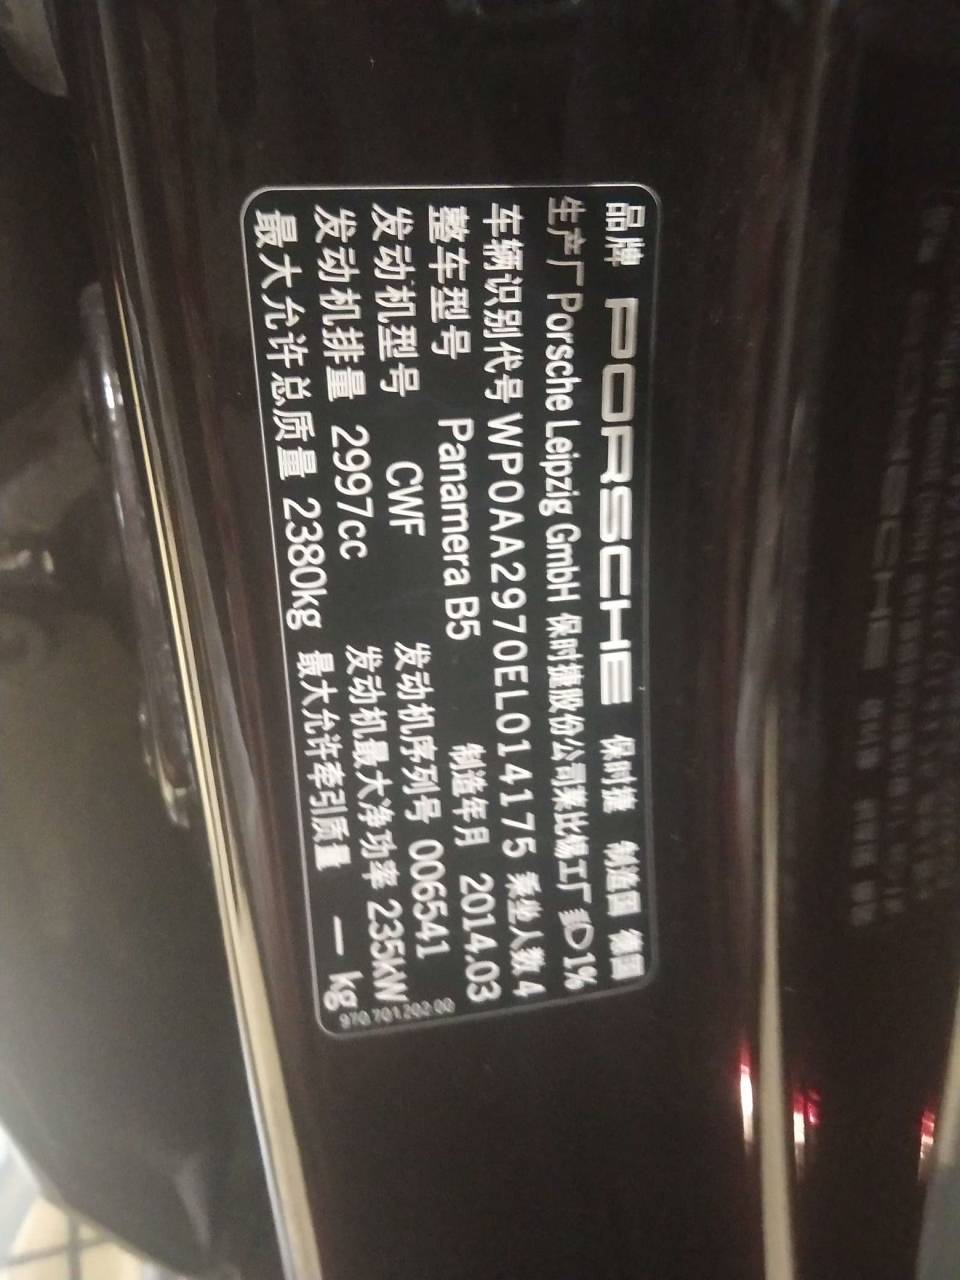 品牌 PORSCHE 保时捷 制造国 德国
生产厂 Porsche Leipzig GmbH 保时捷股份公司莱比锡工厂 1%
车辆识别代号 WP0AA2970EL014175 乘坐人数 4
整车型号 Panamera B5 制造年月 2014.03
发动机型号 CWF 发动机序列号 006541
发动机排量 2997cc 发动机最大净功率 235kW
最大允许总质量 2380kg 最大允许牵引质量 — kg
970 701 202 00